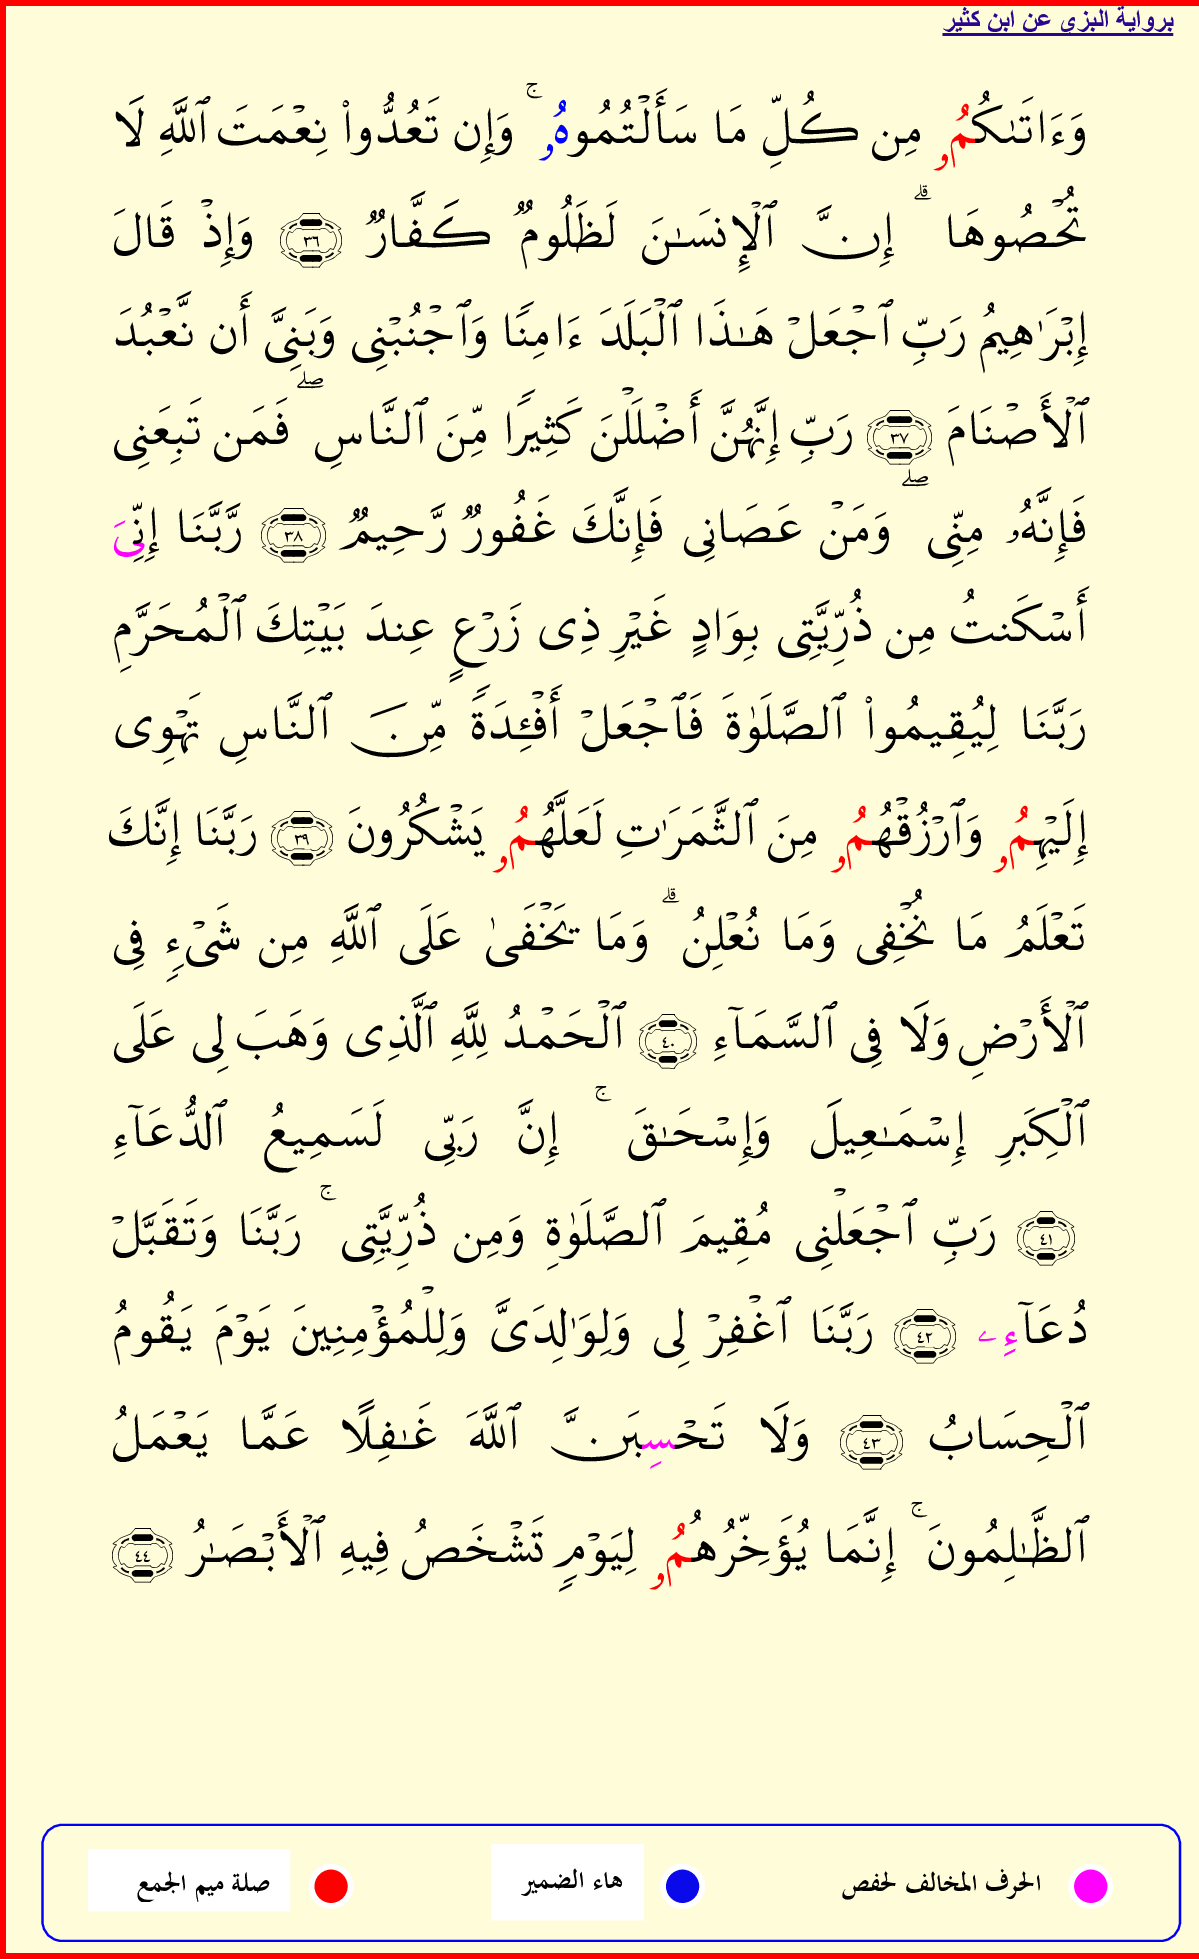 برواية البزى عن ابن كثير
وَءَاتَىٰكُمُۥ مِن كُلِّ مَا سَأَلْتُمُوهُۥ ۚ وَإِن تَعُدُّوا۟ نِعْمَتَ ٱللَّهِ لَا
تُحْصُوهَا ۗ إِنَّ ٱلْإِنسَـٰنَ لَظَلُومٌ كَفَّارٌ ٣٦ وَإِذْ قَالَ
إِبْرَٰهِيمُ رَبِّ ٱجْعَلْ هَـٰذَا ٱلْبَلَدَ ءَامِنًا وَٱجْنُبْنِى وَبَنِىَّ أَن نَّعْبُدَ
ٱلْأَصْنَامَ ٣٧ رَبِّ إِنَّهُنَّ أَضْلَلْنَ كَثِيرًا مِّنَ ٱلنَّاسِ ۖ فَمَن تَبِعَنِى
فَإِنَّهُۥ مِنِّى ۖ وَمَنْ عَصَانِى فَإِنَّكَ غَفُورٌ رَّحِيمٌ ٣٨ رَّبَّنَا إِنِّىَ
أَسْكَنتُ مِن ذُرِّيَّتِى بِوَادٍ غَيْرِ ذِى زَرْعٍ عِندَ بَيْتِكَ ٱلْمُحَرَّمِ
رَبَّنَا لِيُقِيمُوا۟ ٱلصَّلَوٰةَ فَٱجْعَلْ أَفْـِٔدَةً مِّنَ ٱلنَّاسِ تَهْوِى
إِلَيْهِمُۥ وَٱرْزُقْهُمُۥ مِنَ ٱلثَّمَرَٰتِ لَعَلَّهُمُۥ يَشْكُرُونَ ٣٩ رَبَّنَا إِنَّكَ
تَعْلَمُ مَا نُخْفِى وَمَا نُعْلِنُ ۗ وَمَا يَخْفَىٰ عَلَى ٱللَّهِ مِن شَىْءٍ فِى
ٱلْأَرْضِ وَلَا فِى ٱلسَّمَآءِ ٤٠ ٱلْحَمْدُ لِلَّهِ ٱلَّذِى وَهَبَ لِى عَلَى
ٱلْكِبَرِ إِسْمَـٰعِيلَ وَإِسْحَـٰقَ ۚ إِنَّ رَبِّى لَسَمِيعُ ٱلدُّعَآءِ
٤١ رَبِّ ٱجْعَلْنِى مُقِيمَ ٱلصَّلَوٰةِ وَمِن ذُرِّيَّتِى ۚ رَبَّنَا وَتَقَبَّلْ
دُعَآءِۦ ٤٢ رَبَّنَا ٱغْفِرْ لِى وَلِوَٰلِدَىَّ وَلِلْمُؤْمِنِينَ يَوْمَ يَقُومُ
ٱلْحِسَابُ ٤٣ وَلَا تَحْسِبَنَّ ٱللَّهَ غَـٰفِلًا عَمَّا يَعْمَلُ
ٱلظَّـٰلِمُونَ ۚ إِنَّمَا يُؤَخِّرُهُمُۥ لِيَوْمٍ تَشْخَصُ فِيهِ ٱلْأَبْصَـٰرُ ٤٤
الحرف المخالف لحفص هاء الضمير صلة ميم الجمع